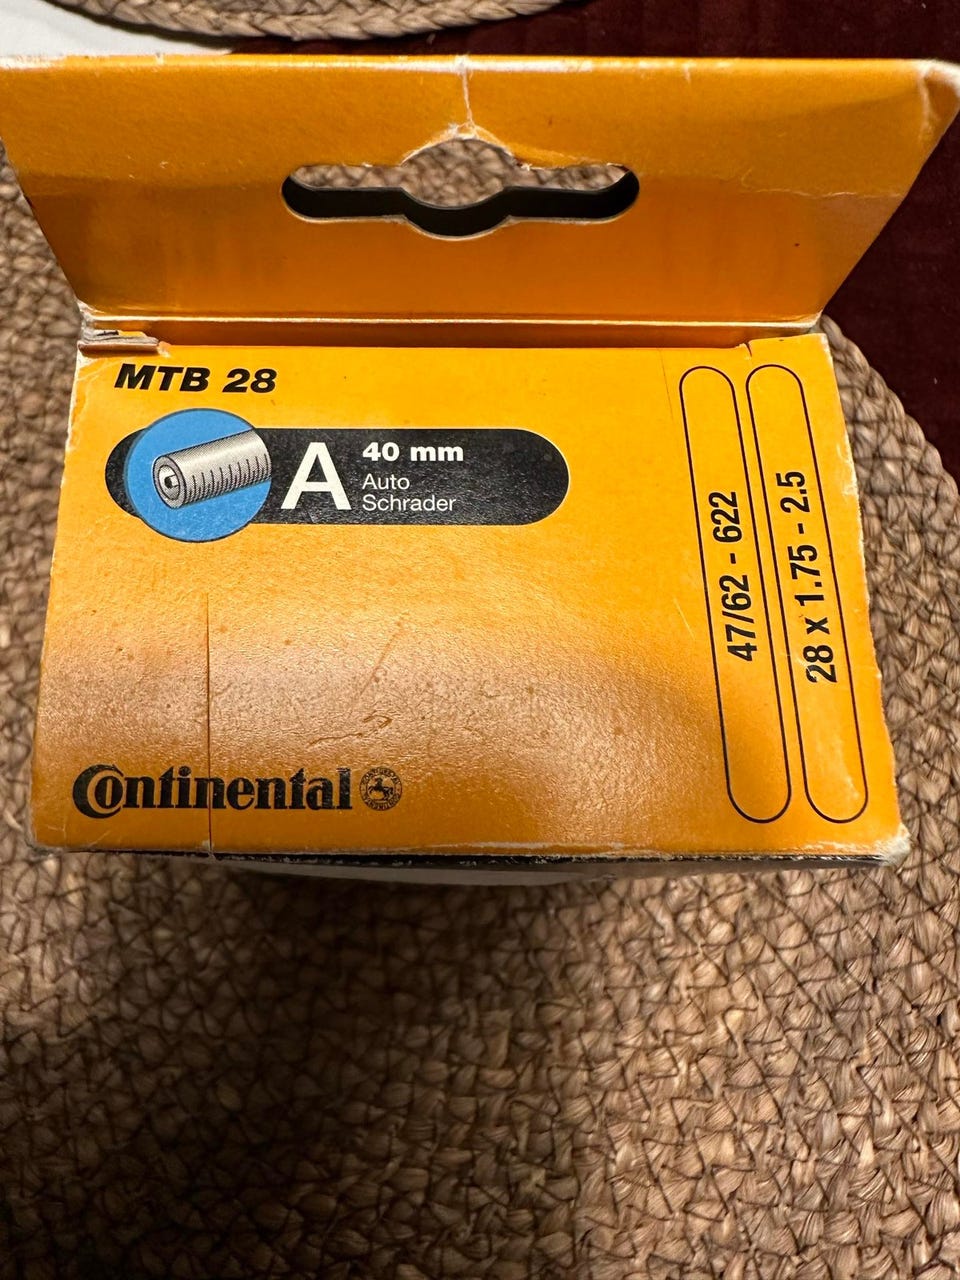 MTB 28
A
40 mm
Auto
Schrader
47/62 - 622
28 x 1.75 - 2.5
Continental